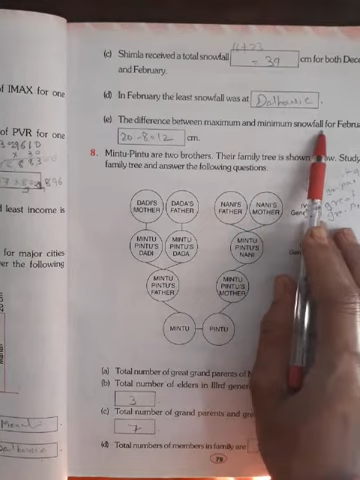 (c) Shimla received a total snowfall = 39 cm for both Dec
and February.
of IMAX for one
(d) In February the least snowfall was at Dalhousie.
(e) The difference between maximum and minimum snowfall for Febru
of PVR for one
20 - 8 = 12 cm.
8. Mintu-Pintu are two brothers. Their family tree is shown Study
family tree and answer the following questions.
d least income is
DADI'S MOTHER
DADA'S FATHER
NANI'S FATHER
NANI'S MOTHER
for major cities
er the following
MINTU PINTU'S DADI
MINTU PINTU'S DADA
MINTU PINTU'S NANI
MINTU PINTU'S FATHER
MINTU PINTU'S MOTHER
MINTU
PINTU
(a) Total number of great grand parents of
(b) Total number of eklers in IIIrd gener
3
(c) Total number of grand parents and gre
7
(d) Total numbers of members in family are